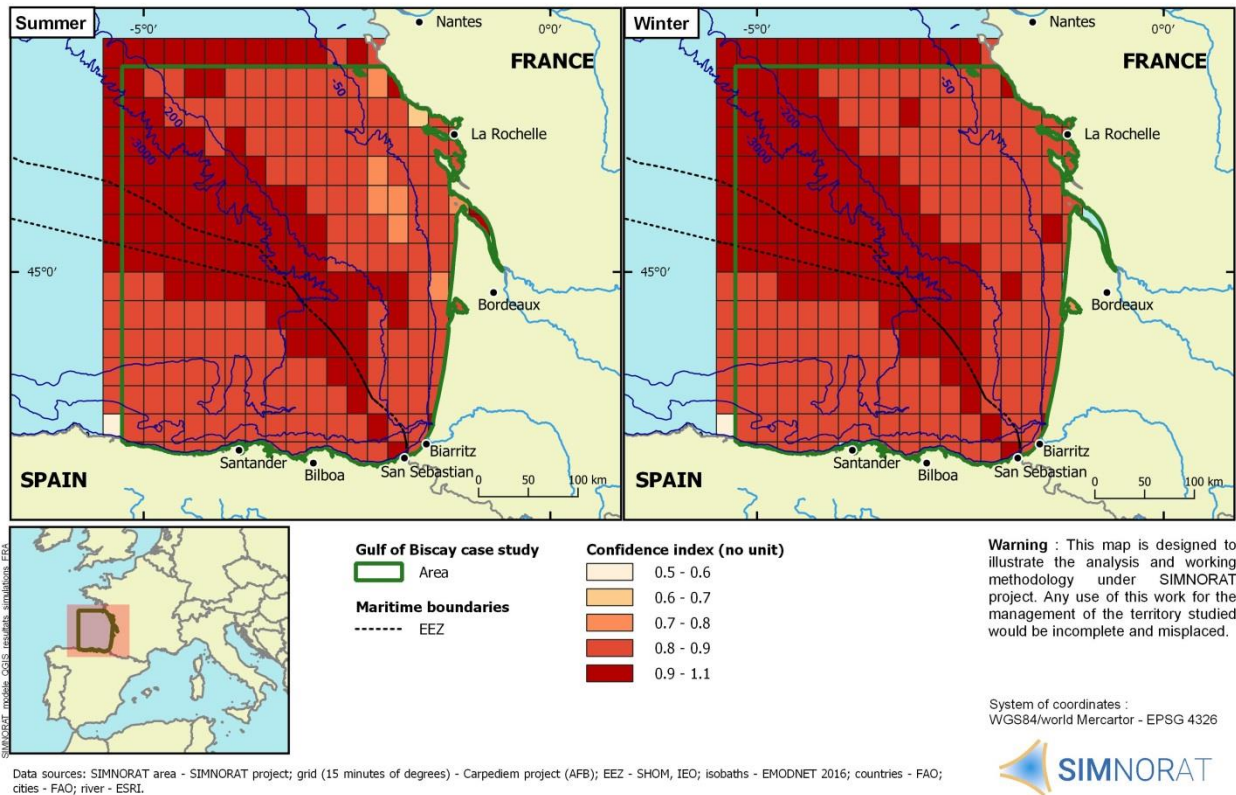 Summer
-5°0'
Nantes
0°0'
FRANCE
-50
-200
-3000
La Rochelle
45°0'
Bordeaux
Biarritz
Santander
San Sébastian
Bilboa
SPAIN
0 50 100 km
Winter
-5°0'
Nantes
0°0'
FRANCE
-50
-200
-3000
La Rochelle
45°0'
Bordeaux
Biarritz
Santander
San Sébastian
Bilboa
SPAIN
0 50 100 km
SIMNORAT_modele_QGIS_resultats_simulations_FRA
Gulf of Biscay case study
Area
Maritime boundaries
EEZ
Confidence index (no unit)
0.5 - 0.6
0.6 - 0.7
0.7 - 0.8
0.8 - 0.9
0.9 - 1.1
Warning : This map is designed to
illustrate the analysis and working
methodology under SIMNORAT
project. Any use of this work for the
management of the territory studied
would be incomplete and misplaced.
System of coordinates :
WGS84/world Mercartor - EPSG 4326
SIMNORAT
Data sources: SIMNORAT area - SIMNORAT project; grid (15 minutes of degrees) - Carpediem project (AFB); EEZ - SHOM, IEO; isobaths - EMODNET 2016; countries - FAO;
cities - FAO; river - ESRI.